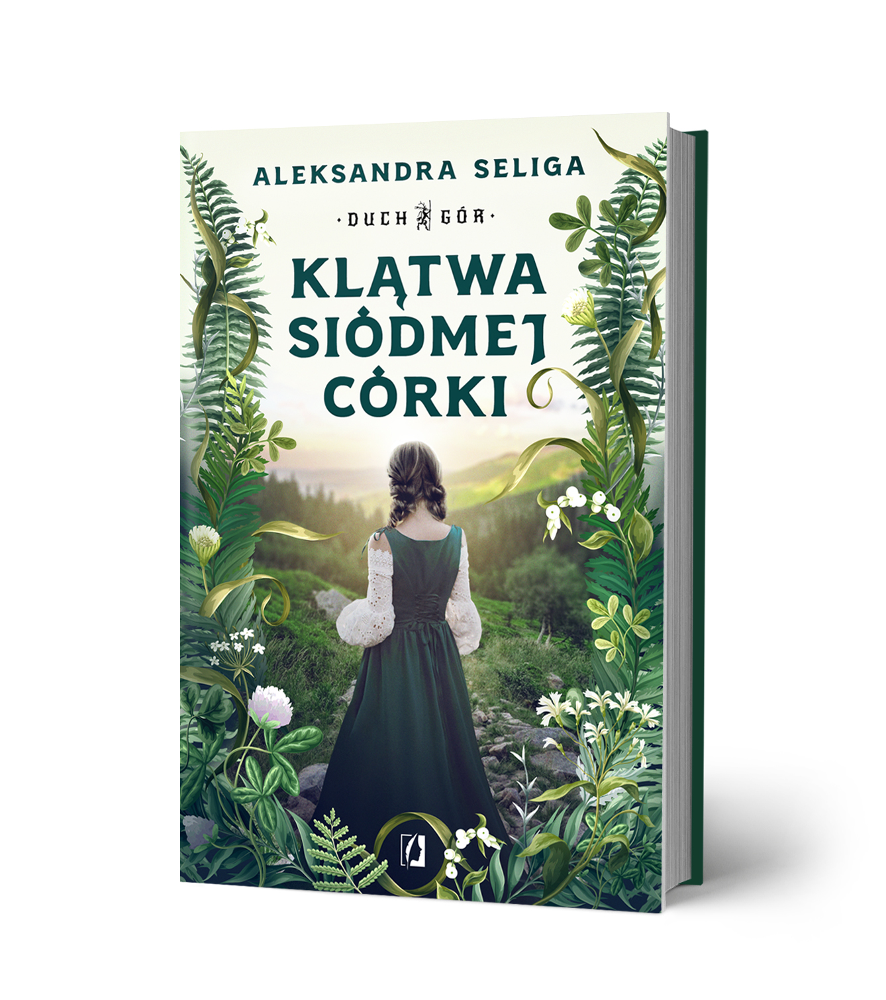 ALEKSANDRA SELIGA
· DUCH GÓR ·
KLĄTWA
SIÓDMEJ
CÓRKI